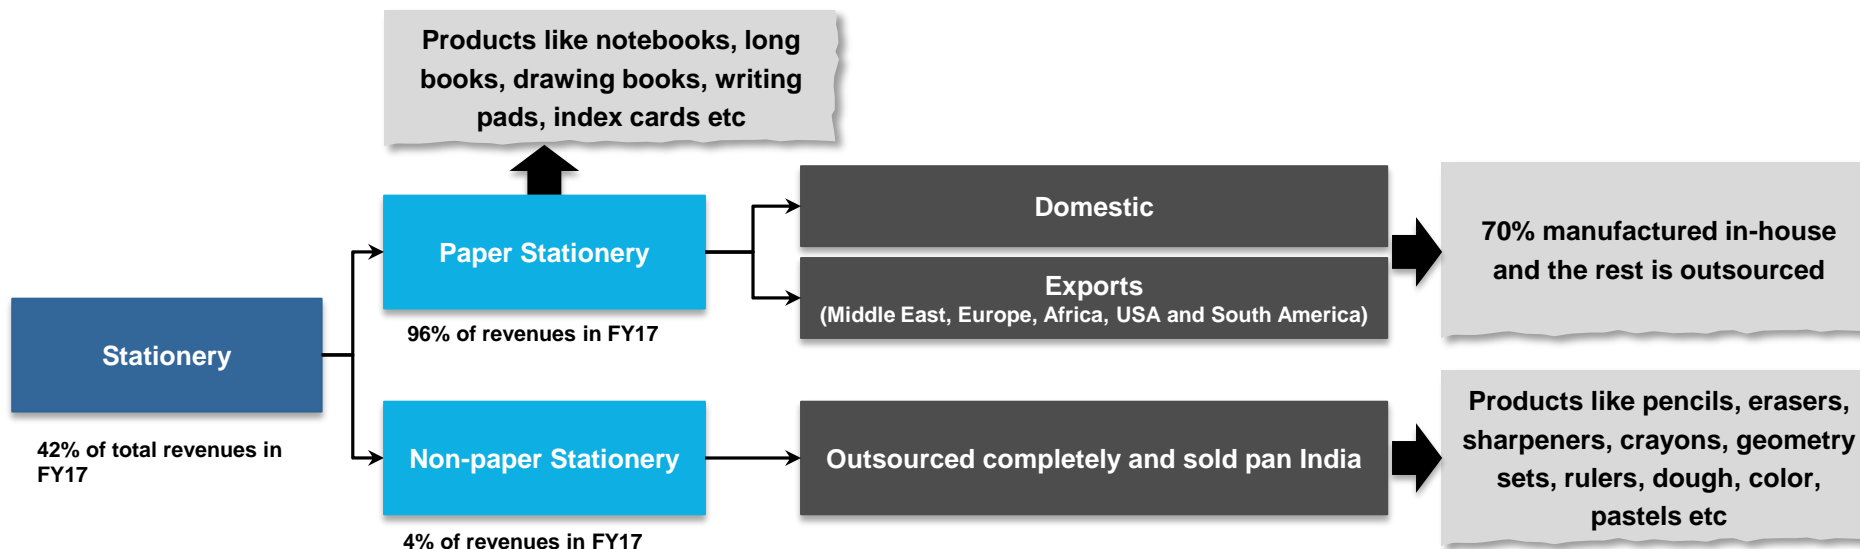 Products like notebooks, long
books, drawing books, writing
pads, index cards etc
Paper Stationery
96% of revenues in FY17
Domestic
Exports
(Middle East, Europe, Africa, USA and South America)
70% manufactured in-house
and the rest is outsourced
Stationery
42% of total revenues in
FY17
Non-paper Stationery
4% of revenues in FY17
Outsourced completely and sold pan India
Products like pencils, erasers,
sharpeners, crayons, geometry
sets, rulers, dough, color,
pastels etc